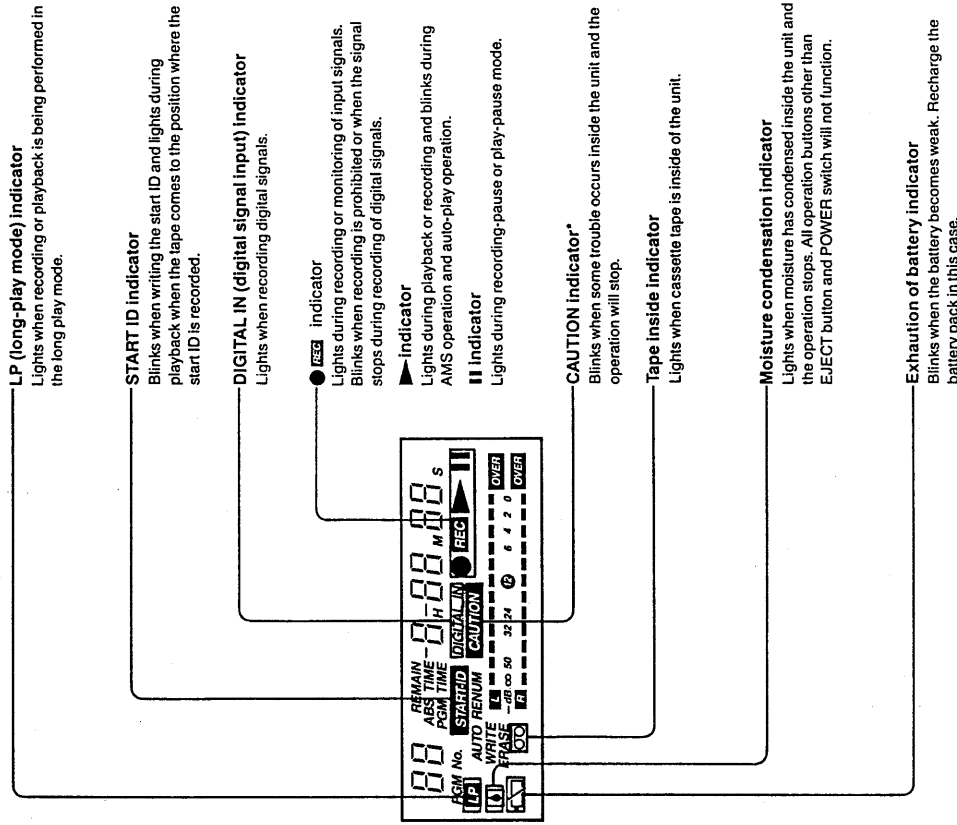 LP (long-play mode) indicator
Lights when recording or playback is being performed in
the long play mode.
START ID indicator
Blinks when writing the start ID and lights during
playback when the tape comes to the position where the
start ID is recorded.
DIGITAL IN (digital signal input) indicator
Lights when recording digital signals.
● REC indicator
Lights during recording or monitoring of input signals.
Blinks when recording is prohibited or when the signal
stops during recording of digital signals.
▶ indicator
Lights during playback or recording and blinks during
AMS operation and auto-play operation.
❚❚ indicator
Lights during recording-pause or play-pause mode.
CAUTION indicator*
Blinks when some trouble occurs inside the unit and the
operation will stop.
Tape inside indicator
Lights when cassette tape is inside of the unit.
Moisture condensation indicator
Lights when moisture has condensed inside the unit and
the operation stops. All operation buttons other than
EJECT button and POWER switch will not function.
Exhaution of battery indicator
Blinks when the battery becomes weak. Recharge the
battery pack in this case.
REMAIN
ABS TIME
PGM TIME
88 -8H 88 M 88 S
PGM No.
LP START-ID DIGITAL IN ● REC ▶ ❚❚
AUTO RENUM CAUTION
WRITE
ERASE
L OVER
-dB ∞ 50 32 24 12 6 4 2 0
R OVER